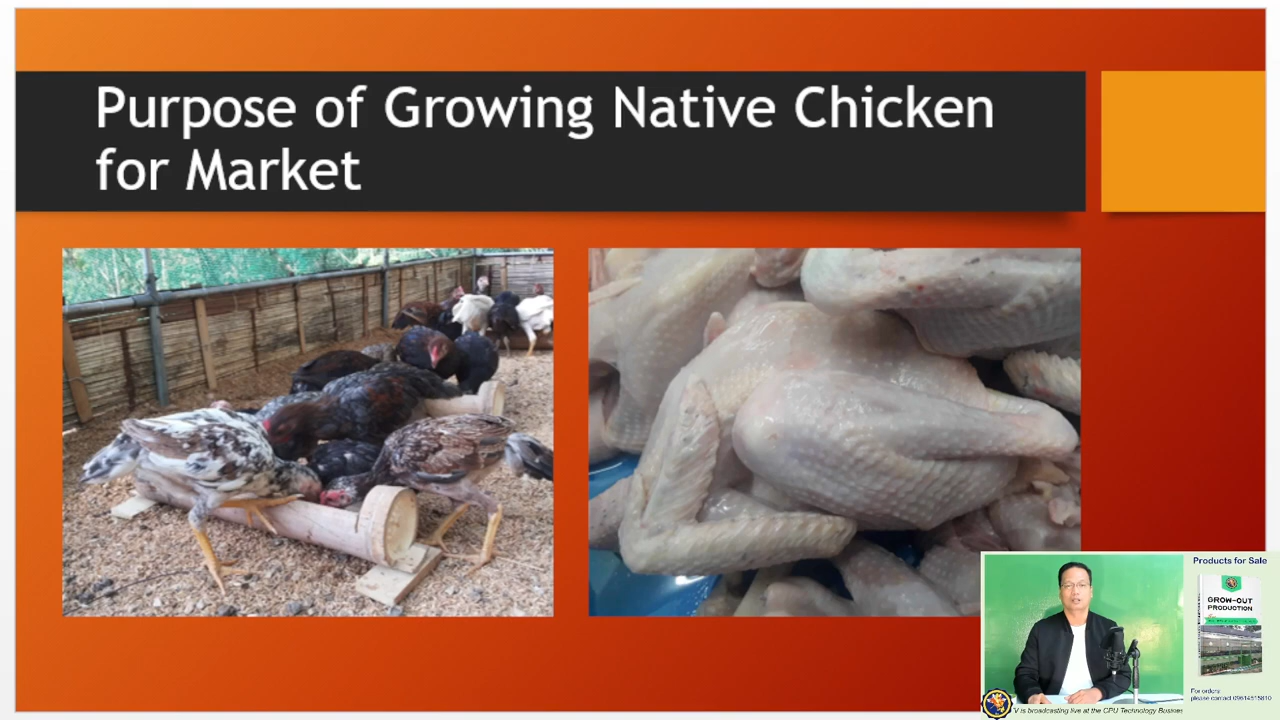 Purpose of Growing Native Chicken
for Market
Products for Sale
GROW-OUT
PRODUCTION
For orders
please contact 09614515810
V is broadcasting live at the CPU Technology Busines